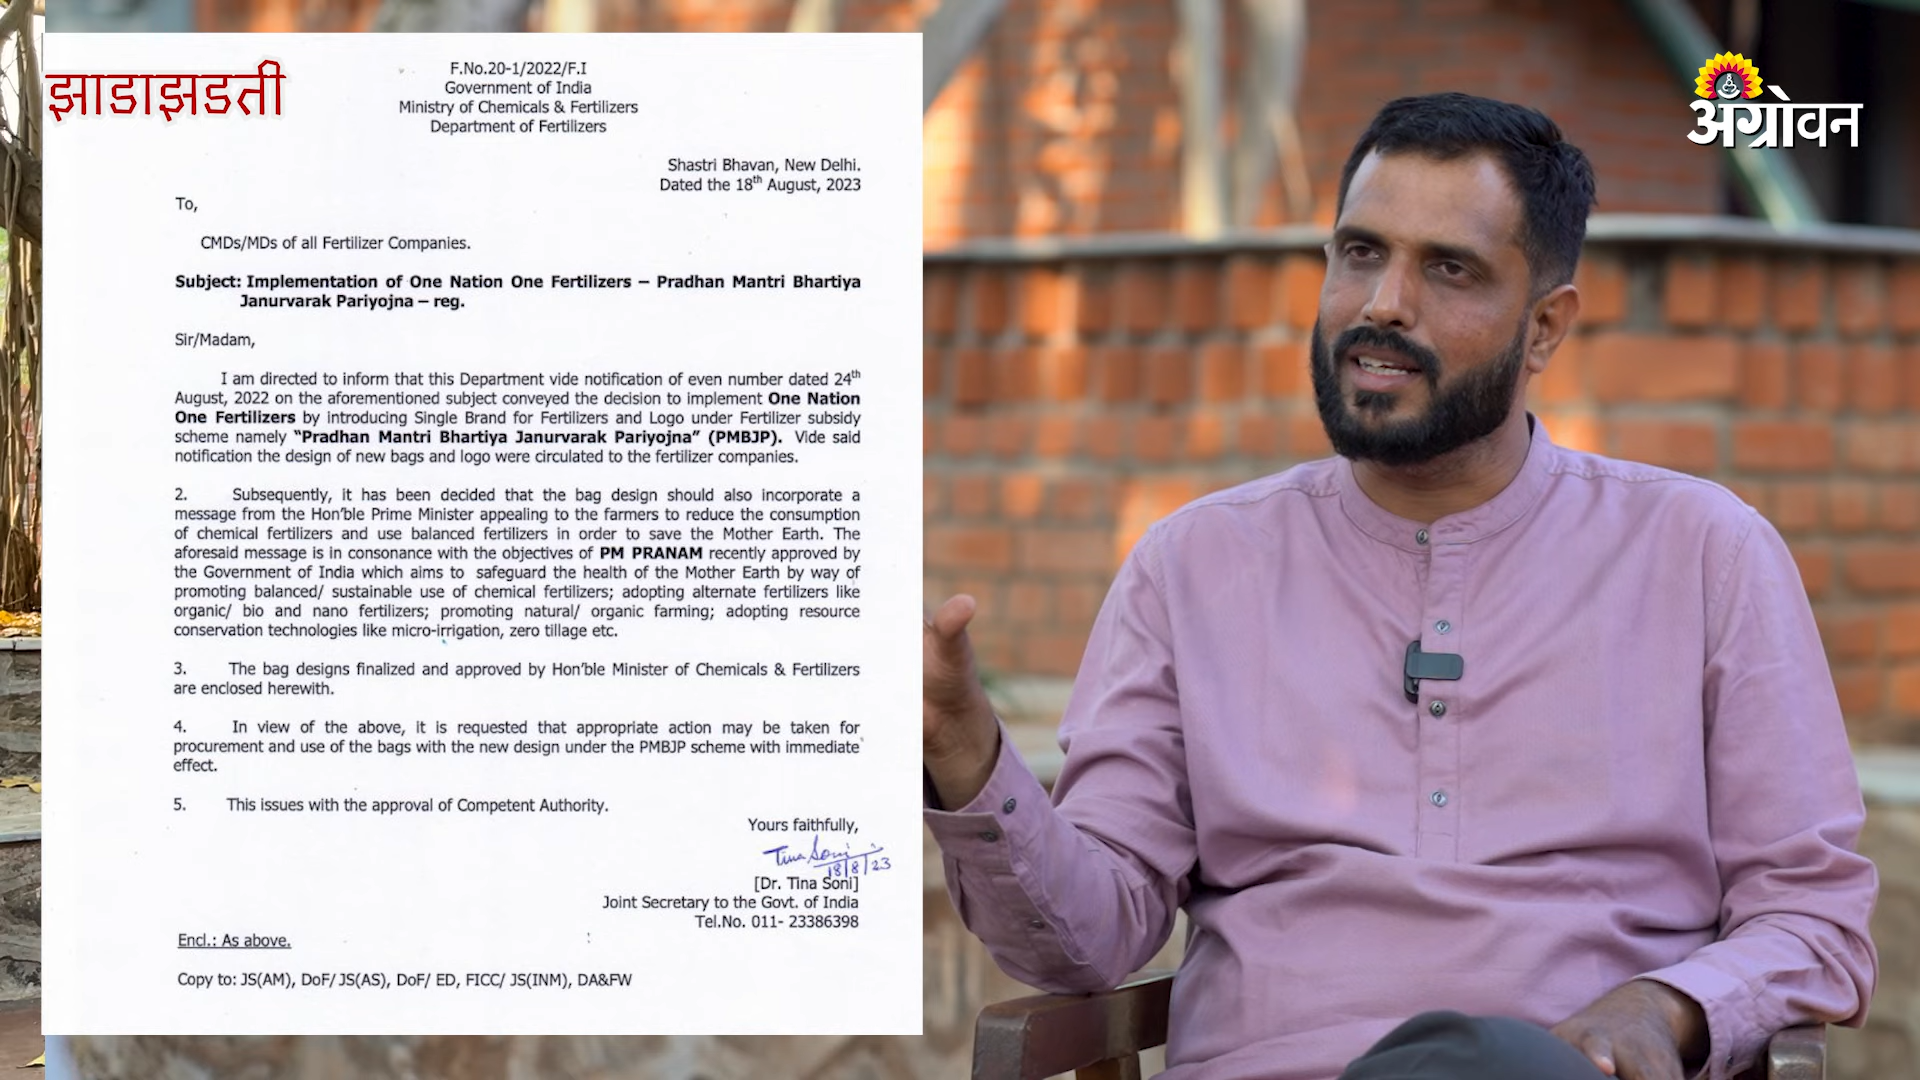 झाडाझडती
अॅग्रोवन
F.No.20-1/2022/F.I
Government of India
Ministry of Chemicals & Fertilizers
Department of Fertilizers
Shastri Bhavan, New Delhi.
Dated the 18th August, 2023
To,
CMDs/MDs of all Fertilizer Companies.
Subject: Implementation of One Nation One Fertilizers – Pradhan Mantri Bhartiya
Janurvarak Pariyojna – reg.
Sir/Madam,
I am directed to inform that this Department vide notification of even number dated 24th
August, 2022 on the aforementioned subject conveyed the decision to implement One Nation
One Fertilizers by introducing Single Brand for Fertilizers and Logo under Fertilizer subsidy
scheme namely “Pradhan Mantri Bhartiya Janurvarak Pariyojna” (PMBJP). Vide said
notification the design of new bags and logo were circulated to the fertilizer companies.
2. Subsequently, it has been decided that the bag design should also incorporate a
message from the Hon’ble Prime Minister appealing to the farmers to reduce the consumption
of chemical fertilizers and use balanced fertilizers in order to save the Mother Earth. The
aforesaid message is in consonance with the objectives of PM PRANAM recently approved by
the Government of India which aims to safeguard the health of the Mother Earth by way of
promoting balanced/ sustainable use of chemical fertilizers; adopting alternate fertilizers like
organic/ bio and nano fertilizers; promoting natural/ organic farming; adopting resource
conservation technologies like micro-irrigation, zero tillage etc.
3. The bag designs finalized and approved by Hon’ble Minister of Chemicals & Fertilizers
are enclosed herewith.
4. In view of the above, it is requested that appropriate action may be taken for
procurement and use of the bags with the new design under the PMBJP scheme with immediate
effect.
5. This issues with the approval of Competent Authority.
Yours faithfully,
Tina Soni
18/8/23
[Dr. Tina Soni]
Joint Secretary to the Govt. of India
Tel.No. 011- 23386398
Encl.: As above.
Copy to: JS(AM), DoF/ JS(AS), DoF/ ED, FICC/ JS(INM), DA&FW